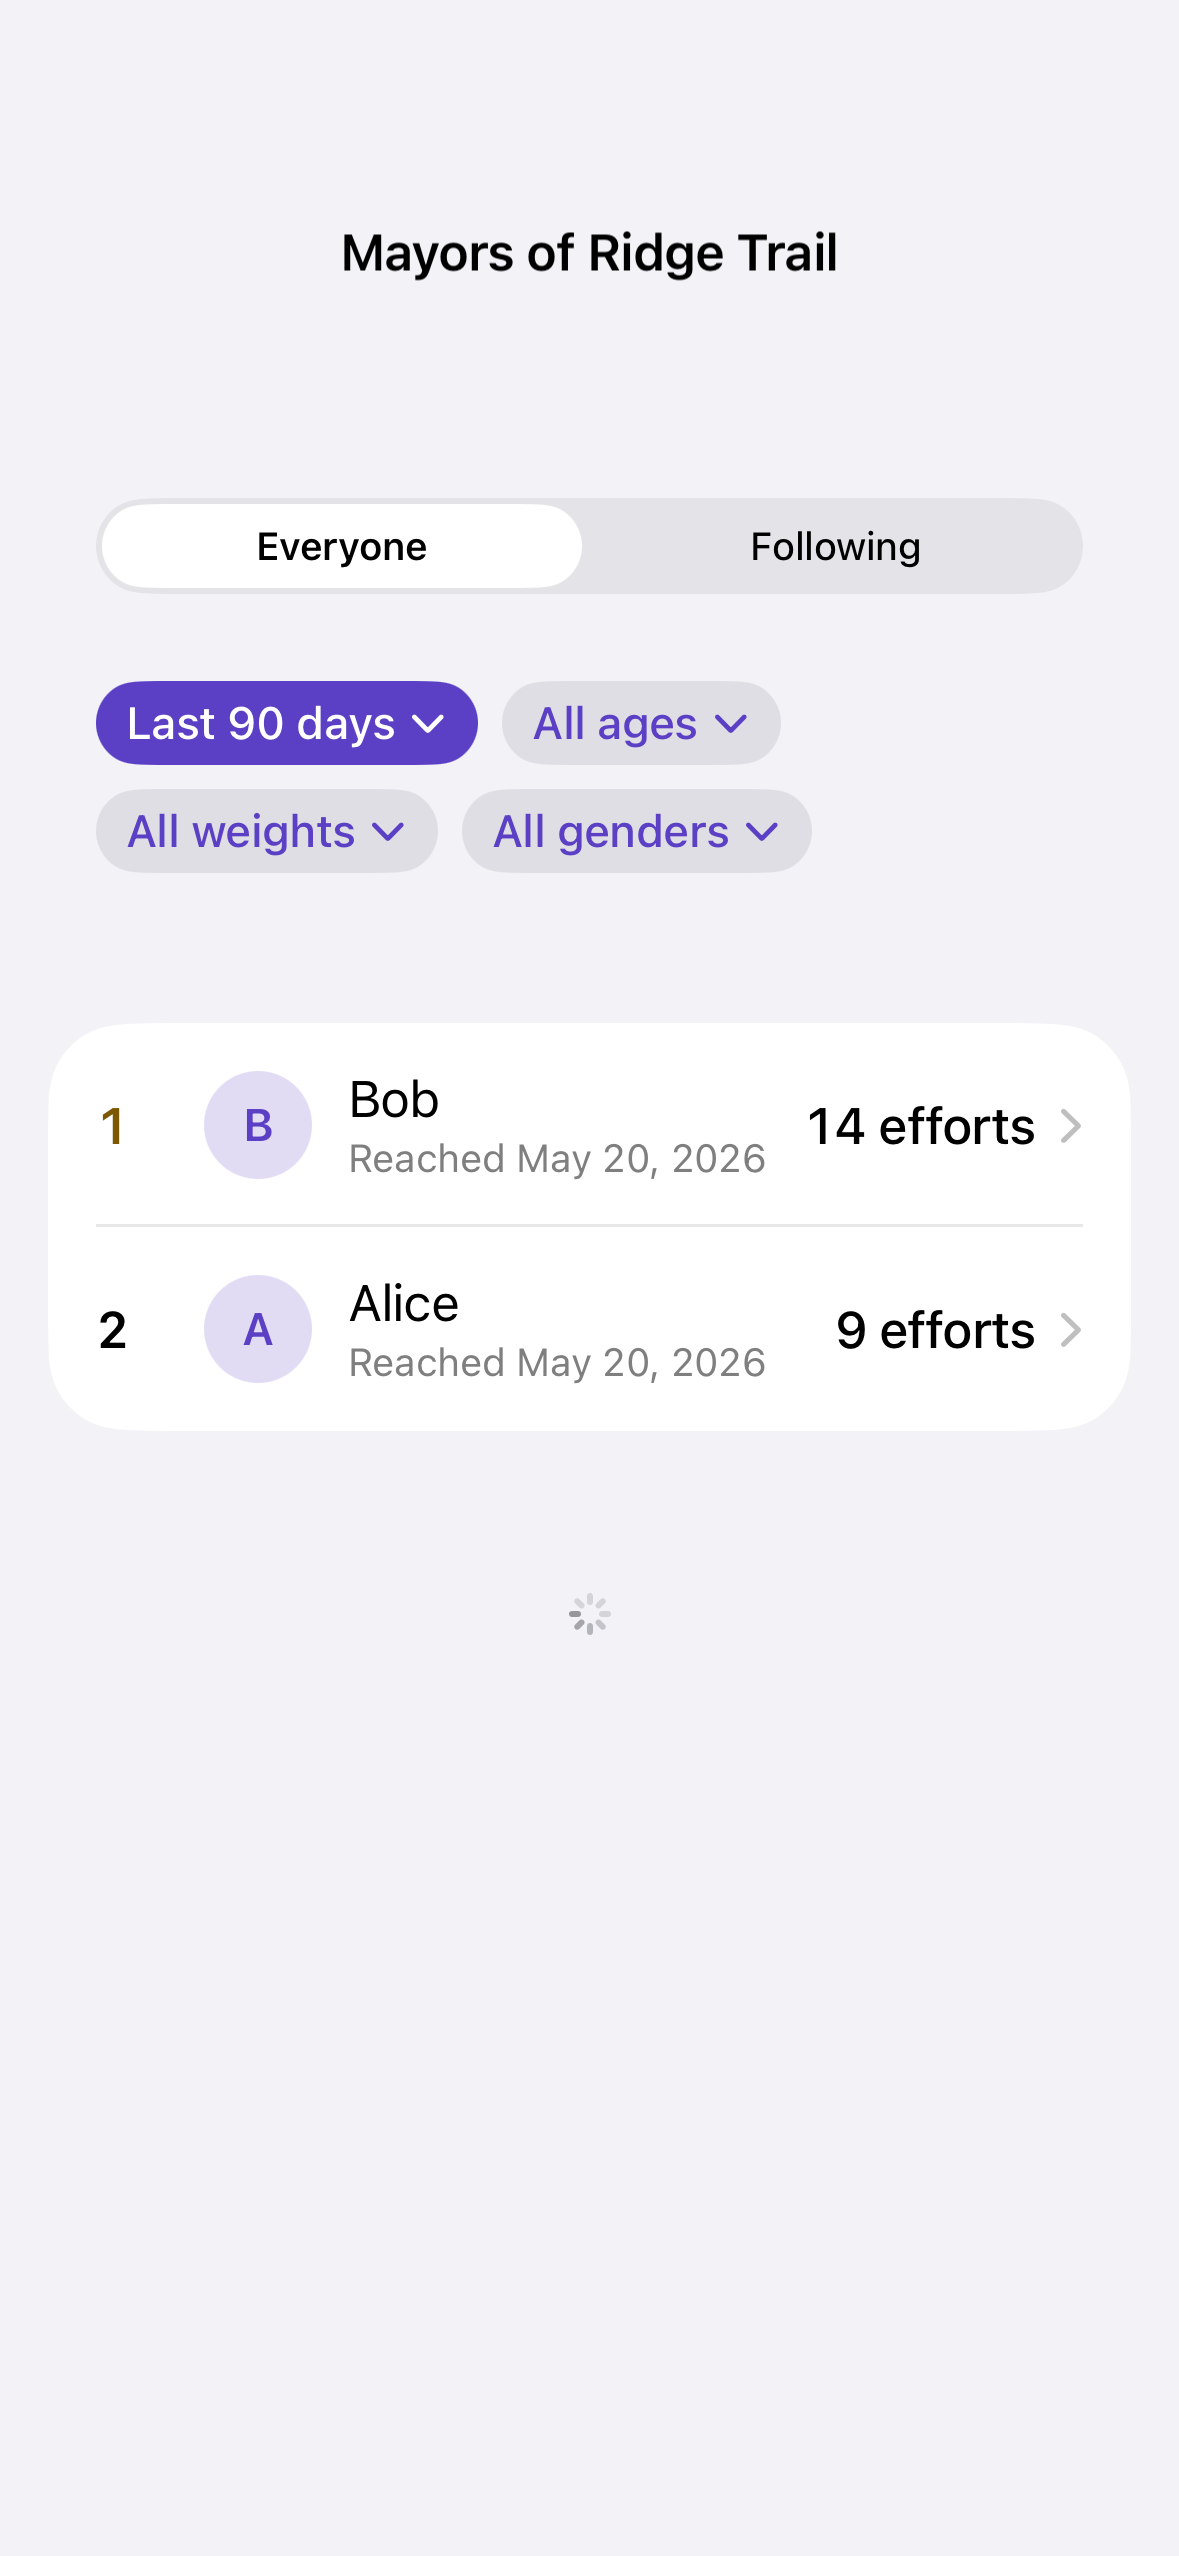 Mayors of Ridge Trail
Everyone
Following
Last 90 days
All ages
All weights
All genders
1
B
Bob
Reached May 20, 2026
14 efforts
2
A
Alice
Reached May 20, 2026
9 efforts